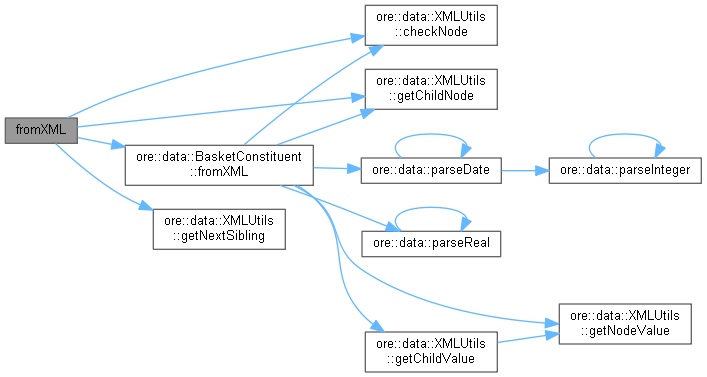 ore::data::XMLUtils
::checkNode
ore::data::XMLUtils
::getChildNode
fromXML
ore::data::BasketConstituent
::fromXML
ore::data::parseDate
ore::data::parseInteger
ore::data::XMLUtils
::getNextSibling
ore::data::parseReal
ore::data::XMLUtils
::getNodeValue
ore::data::XMLUtils
::getChildValue